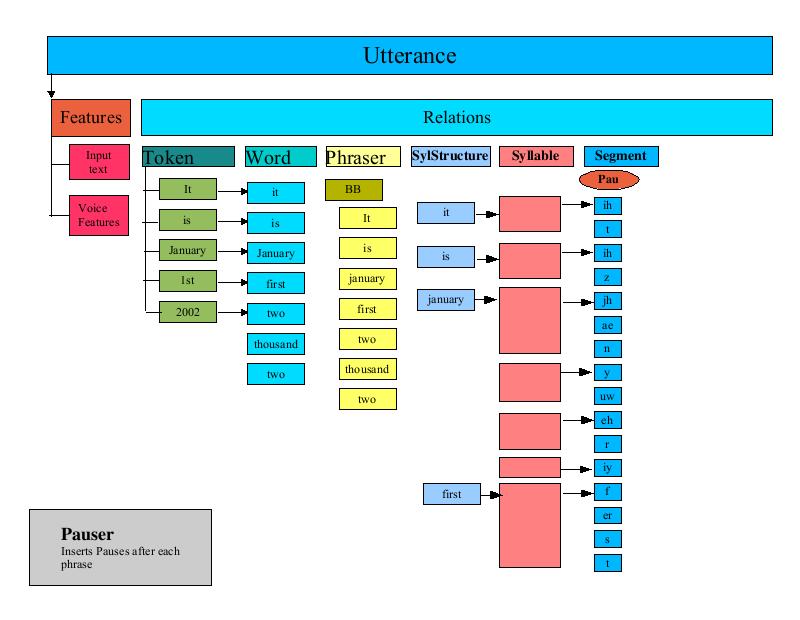 Utterance
Features
Relations
Input
text
Voice
Features
Token
It
is
January
1st
2002
Word
it
is
January
first
two
thousand
two
Phraser
BB
It
is
january
first
two
thousand
two
SylStructure
it
is
january
first
Syllable
Segment
Pau
ih
t
ih
z
jh
ae
n
y
uw
eh
r
iy
f
er
s
t
Pauser
Inserts Pauses after each
phrase